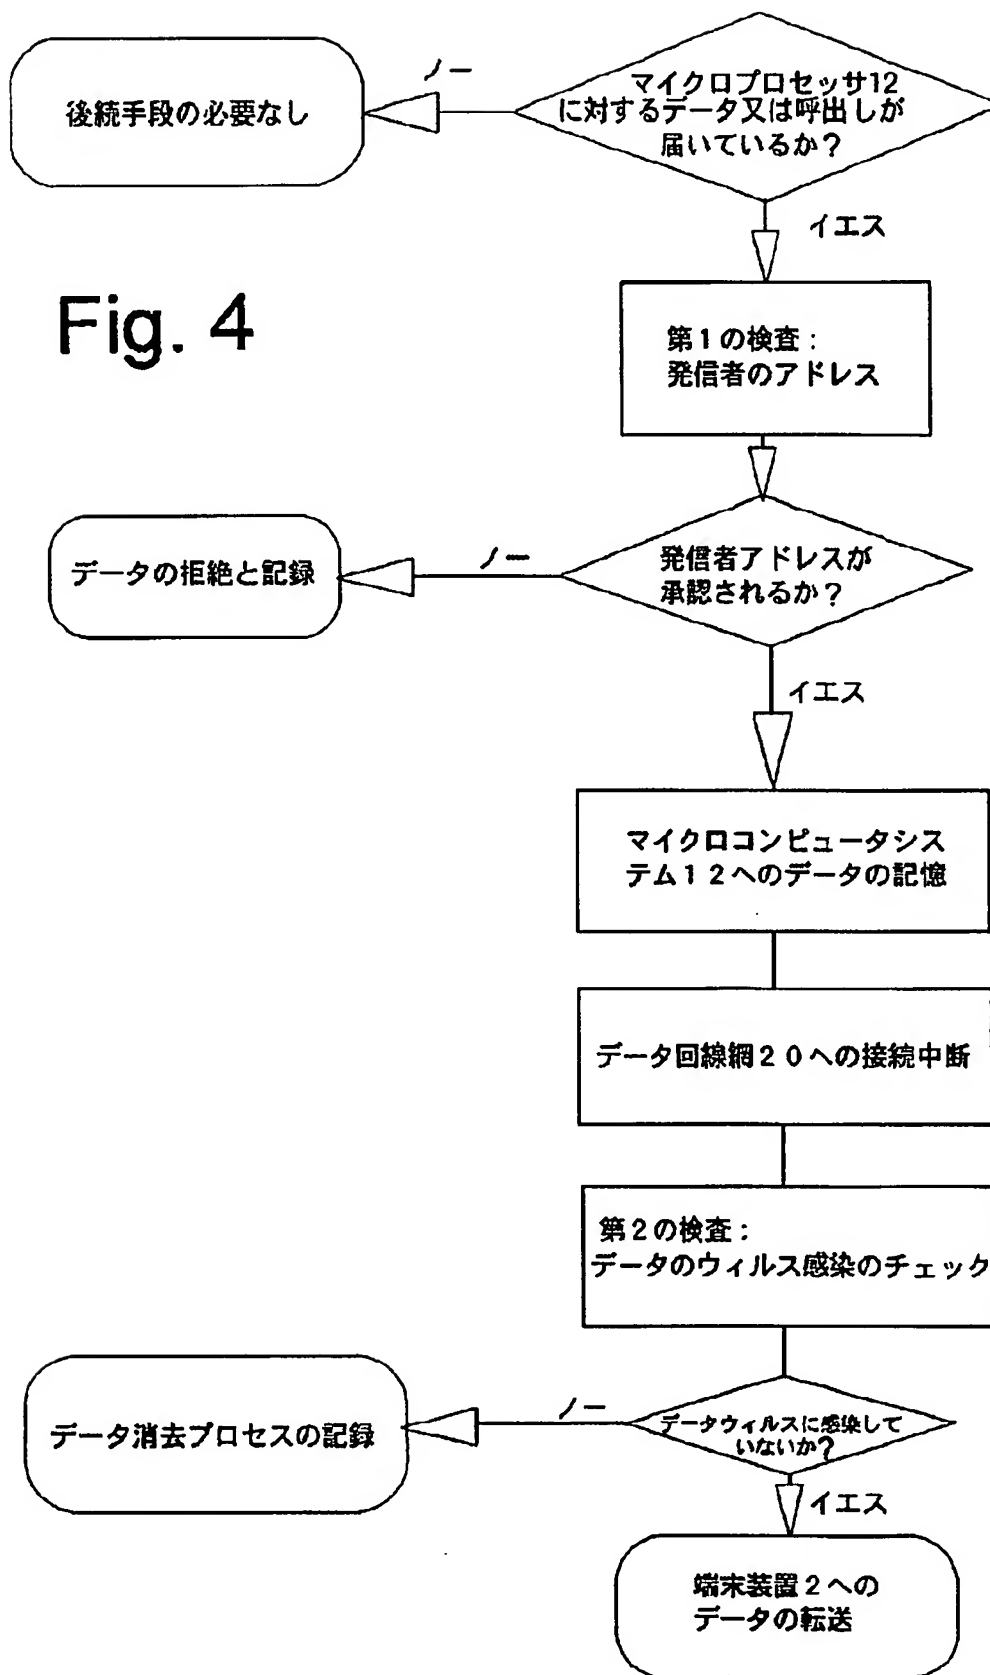 マイクロプロセッサ12
に対するデータ又は呼出しが
届いているか？
ノー
後続手段の必要なし
イエス
Fig. 4
第１の検査：
発信者のアドレス
発信者アドレスが
承認されるか？
ノー
データの拒絶と記録
イエス
マイクロコンピュータシス
テム１２へのデータの記憶
データ回線網２０への接続中断
第２の検査：
データのウィルス感染のチェック
データウィルスに感染して
いないか？
ノー
データ消去プロセスの記録
イエス
端末装置２への
データの転送